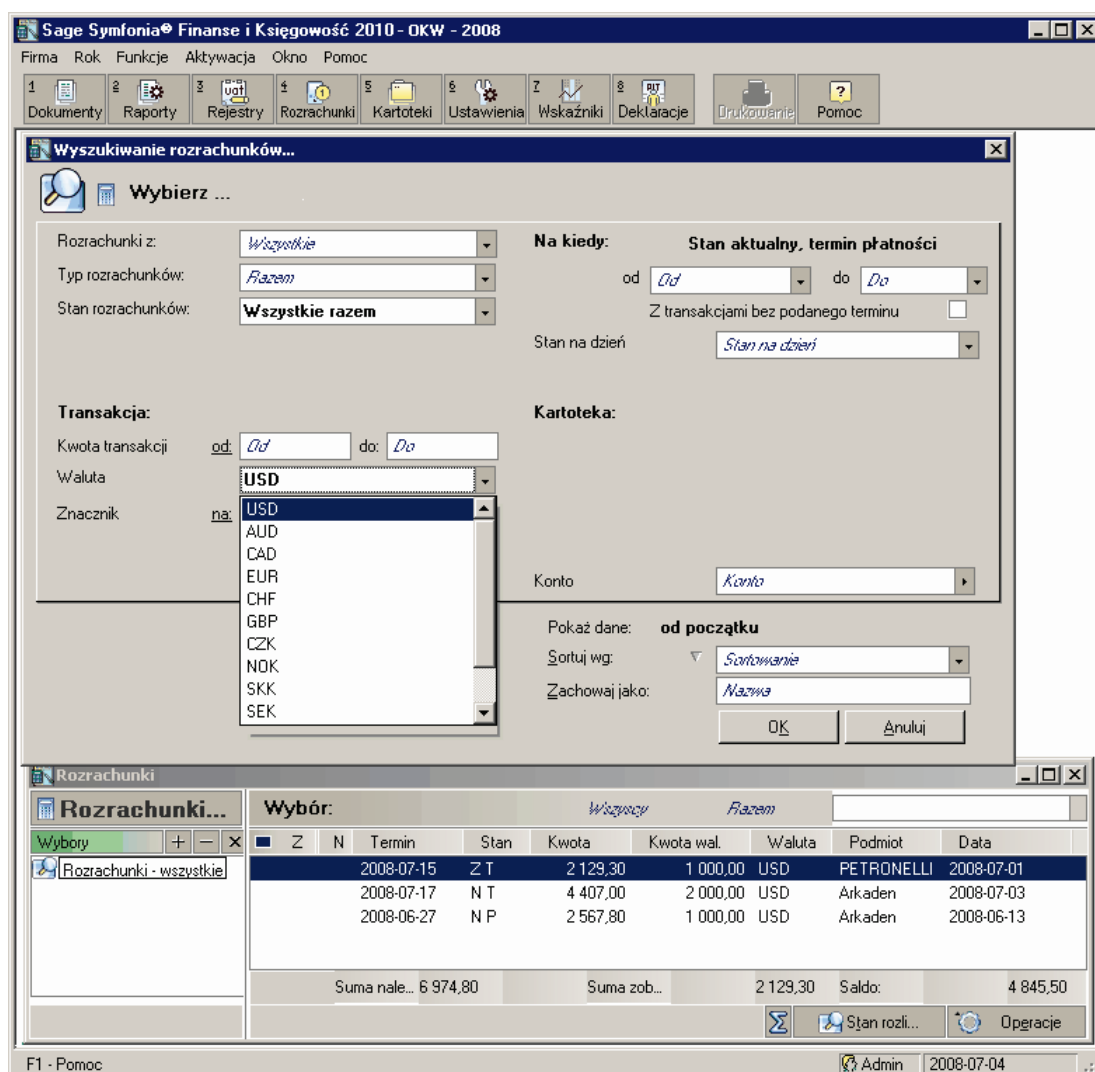 Sage Symfonia® Finanse i Księgowość 2010 - OKW - 2008
Firma Rok Funkcje Aktywacja Okno Pomoc
1 2 3 4 5 6 7 8
Dokumenty Raporty Rejestry Rozrachunki Kartoteki Ustawienia Wskaźniki Deklaracje Drukowanie Pomoc
Wyszukiwanie rozrachunków...
Wybierz ...
Rozrachunki z: Wszystkie Na kiedy: Stan aktualny, termin płatności
Typ rozrachunków: Razem od Od do Do
Stan rozrachunków: Wszystkie razem Z transakcjami bez podanego terminu
Stan na dzień Stan na dzień
Transakcja: Kartoteka:
Kwota transakcji od: Od do: Do
Waluta USD
Znacznik na: USD
AUD
CAD
EUR
CHF
GBP
CZK
NOK
SKK
SEK
Konto Konto
Pokaż dane: od początku
Sortuj wg: Sortowanie
Zachowaj jako: Nazwa
OK Anuluj
Rozrachunki
Rozrachunki... Wybór: Wszyscy Razem
Wybory + − × Z N Termin Stan Kwota Kwota wal. Waluta Podmiot Data
Rozrachunki - wszystkie 2008-07-15 Z T 2 129,30 1 000,00 USD PETRONELLI 2008-07-01
2008-07-17 N T 4 407,00 2 000,00 USD Arkaden 2008-07-03
2008-06-27 N P 2 567,80 1 000,00 USD Arkaden 2008-06-13
Suma nale... 6 974,80 Suma zob... 2 129,30 Saldo: 4 845,50
Σ Stan rozli... Operacje
F1 - Pomoc Admin 2008-07-04